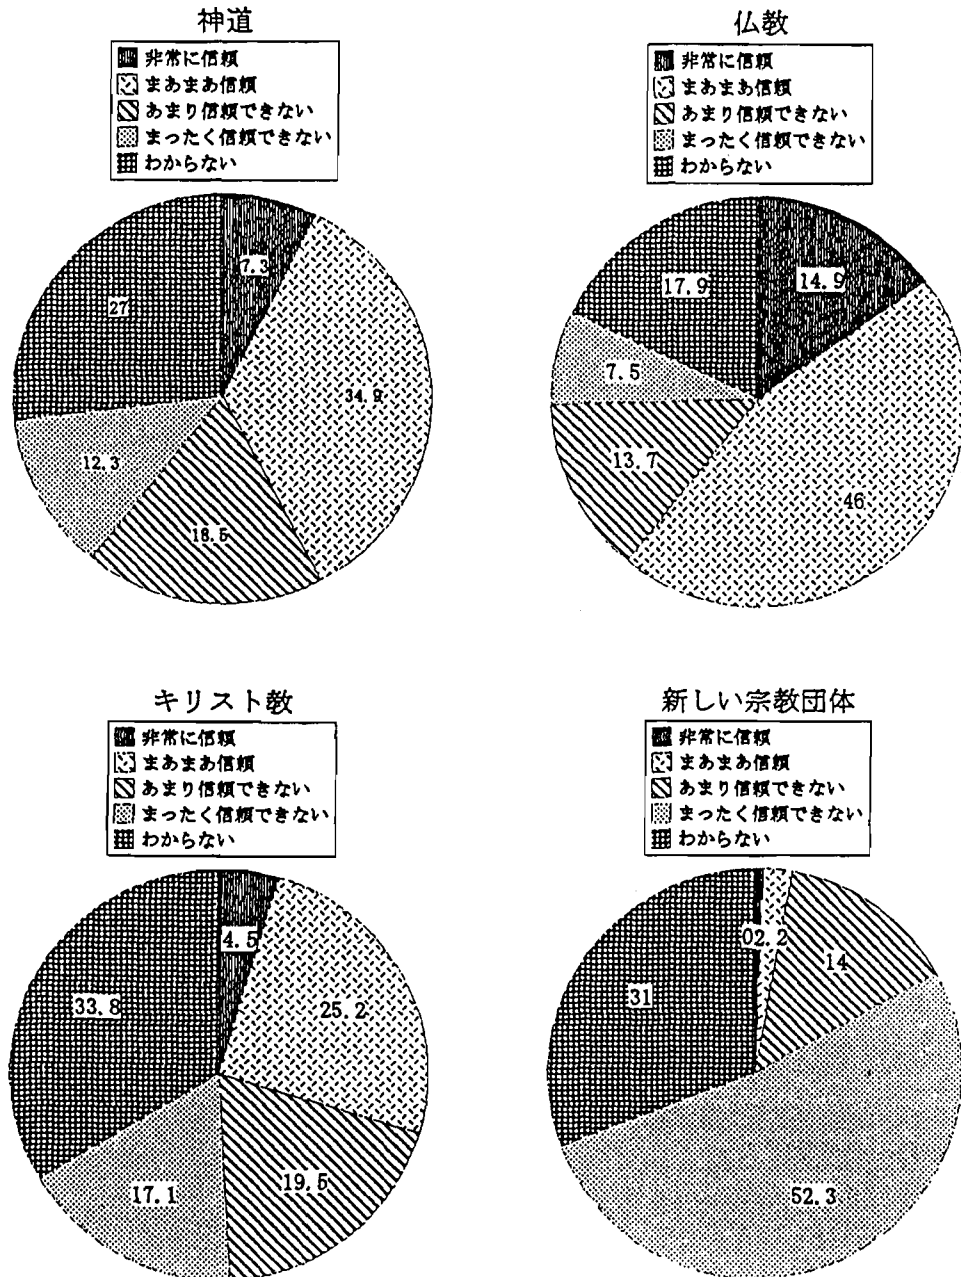 神道
非常に信頼
まあまあ信頼
あまり信頼できない
まったく信頼できない
わからない
7.3
27
34.9
12.3
18.5
仏教
非常に信頼
まあまあ信頼
あまり信頼できない
まったく信頼できない
わからない
14.9
17.9
7.5
13.7
46
キリスト教
非常に信頼
まあまあ信頼
あまり信頼できない
まったく信頼できない
わからない
4.5
33.8
25.2
17.1
19.5
新しい宗教団体
非常に信頼
まあまあ信頼
あまり信頼できない
まったく信頼できない
わからない
02.2
14
31
52.3